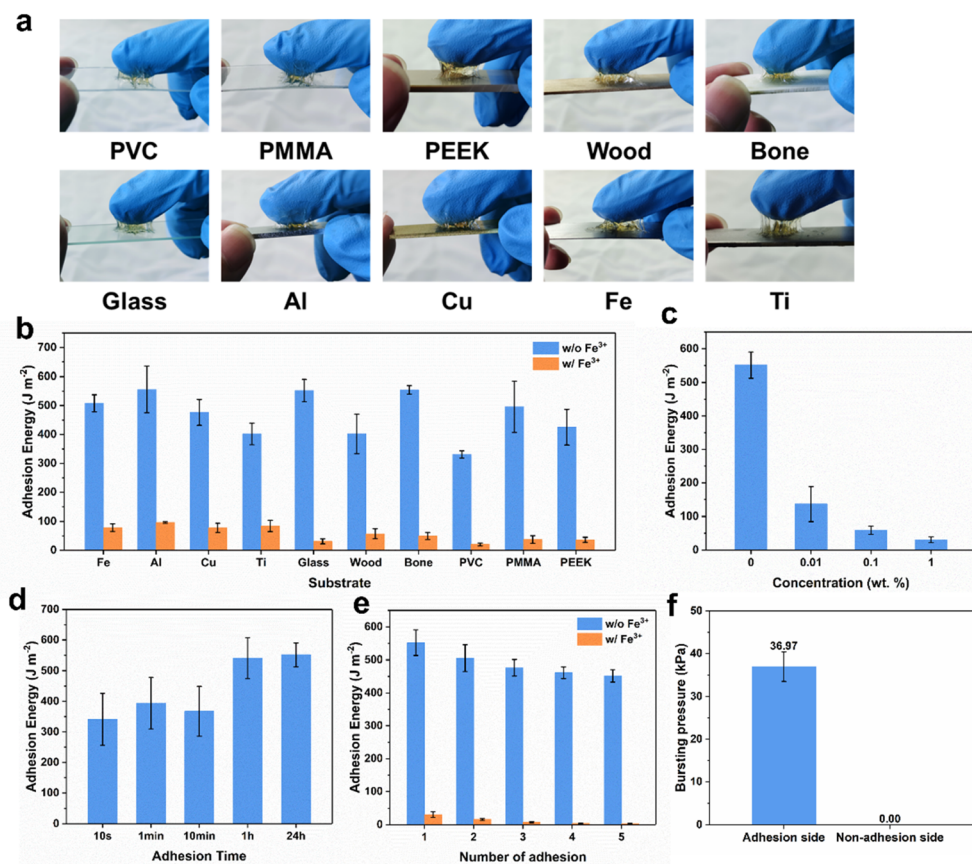 a
PVC PMMA PEEK Wood Bone
Glass Al Cu Fe Ti
b
Adhesion Energy (J m⁻²)
700
600
500
400
300
200
100
0
w/o Fe³⁺
w/ Fe³⁺
Fe Al Cu Ti Glass Wood Bone PVC PMMA PEEK
Substrate
c
Adhesion Energy (J m⁻²)
600
500
400
300
200
100
0
0 0.01 0.1 1
Concentration (wt. %)
d
Adhesion Energy (J m⁻²)
700
600
500
400
300
200
100
0
10s 1min 10min 1h 24h
Adhesion Time
e
Adhesion Energy (J m⁻²)
600
500
400
300
200
100
0
w/o Fe³⁺
w/ Fe³⁺
1 2 3 4 5
Number of adhesion
f
Bursting pressure (kPa)
50
40
30
20
10
0
36.97
0.00
Adhesion side Non-adhesion side